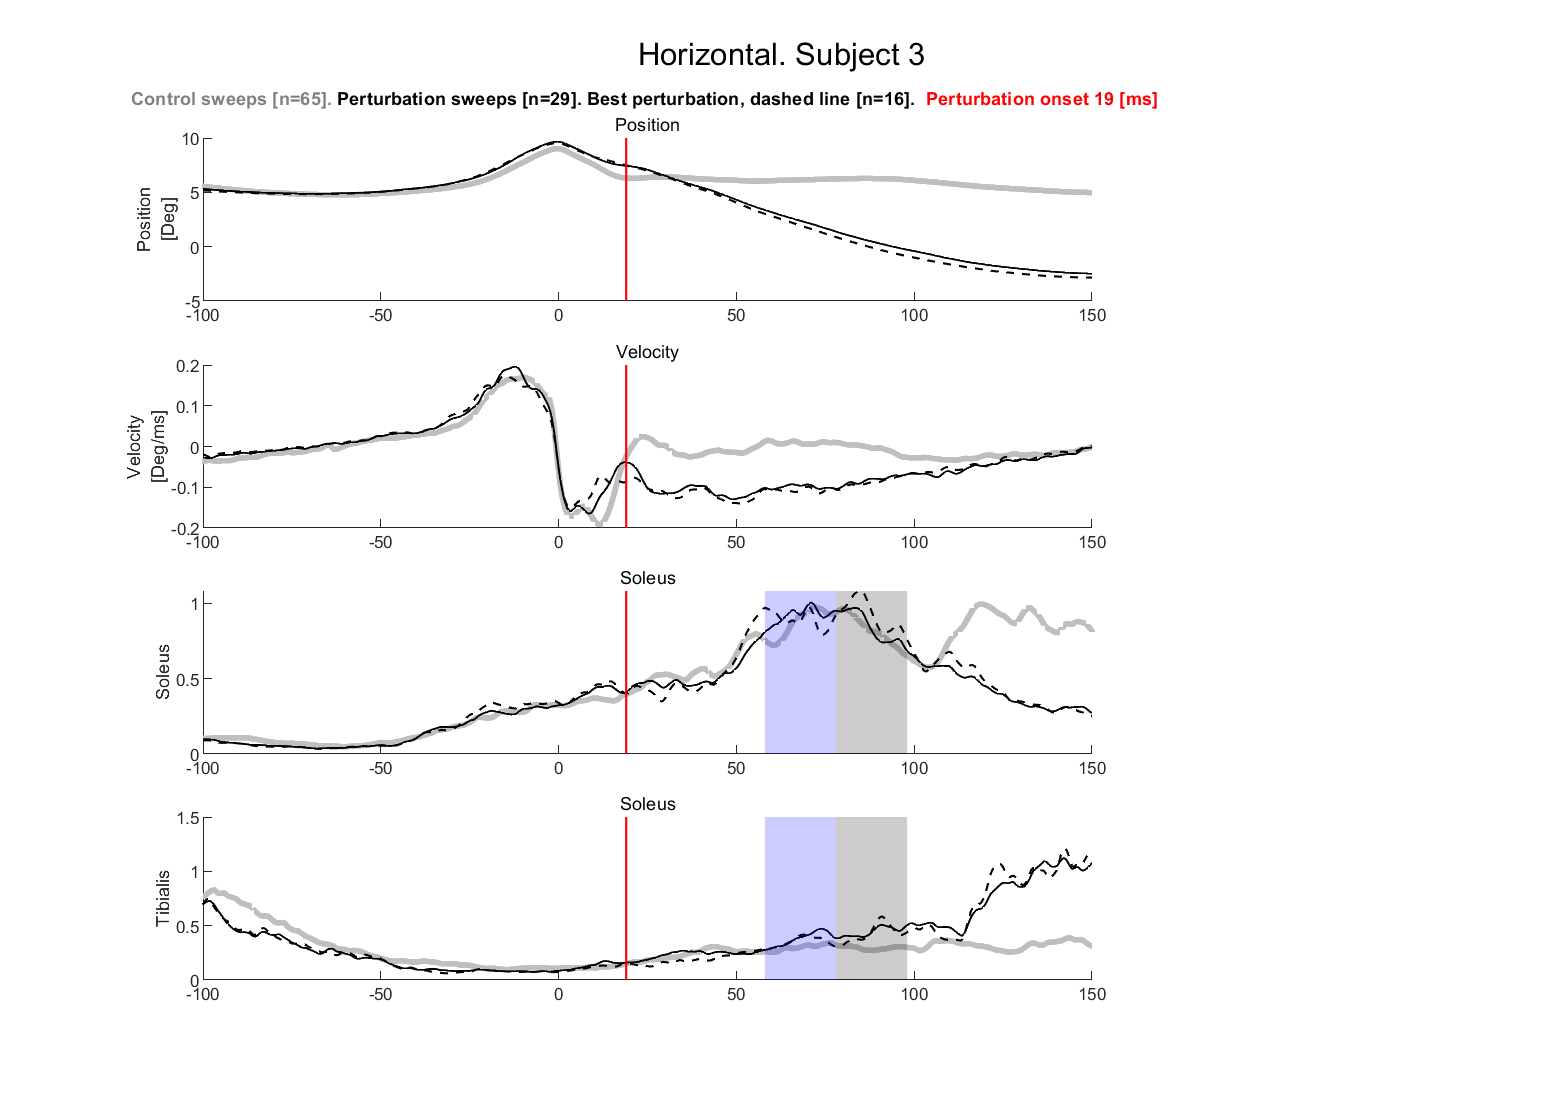 Horizontal. Subject 3
Control sweeps [n=65]. Perturbation sweeps [n=29]. Best perturbation, dashed line [n=16]. Perturbation onset 19 [ms]
Position
Position
[Deg]
10
5
0
-5
-100 -50 0 50 100 150
Velocity
Velocity
[Deg/ms]
0.2
0.1
0
-0.1
-0.2
-100 -50 0 50 100 150
Soleus
Soleus
1
0.5
0
-100 -50 0 50 100 150
Soleus
Tibialis
1.5
1
0.5
0
-100 -50 0 50 100 150